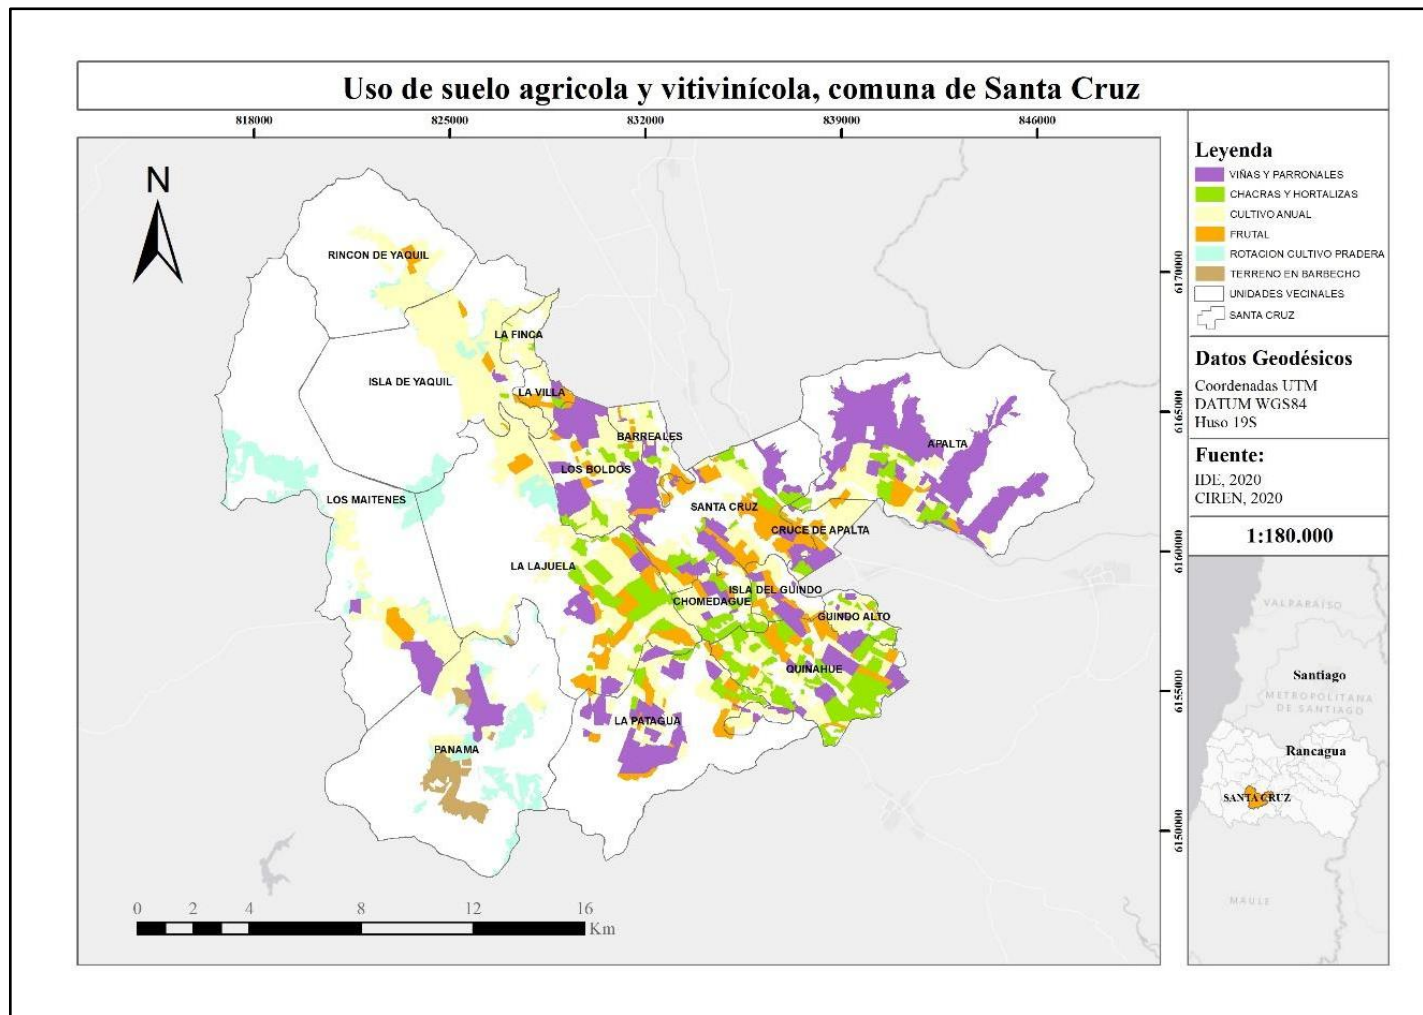 Uso de suelo agricola y vitivinícola, comuna de Santa Cruz
818000 825000 832000 839000 846000
N
RINCON DE YAQUIL
LA FINCA
ISLA DE YAQUIL
LA VILLA
BARREALES
APALTA
LOS BOLDOS
LOS MAITENES
SANTA CRUZ
CRUCE DE APALTA
LA LAJUELA
ISLA DEL GUINDO
CHOMEDAGUE
GUINDO ALTO
QUINAHUE
LA PATAGUA
PANAMA
6170000
6165000
6160000
6155000
6150000
0 2 4 8 12 16
Km
Leyenda
VIÑAS Y PARRONALES
CHACRAS Y HORTALIZAS
CULTIVO ANUAL
FRUTAL
ROTACION CULTIVO PRADERA
TERRENO EN BARBECHO
UNIDADES VECINALES
SANTA CRUZ
Datos Geodésicos
Coordenadas UTM
DATUM WGS84
Huso 19S
Fuente:
IDE, 2020
CIREN, 2020
1:180.000
VALPARAÍSO
Santiago
METROPOLITANA
DE SANTIAGO
Rancagua
SANTA CRUZ
MAULE